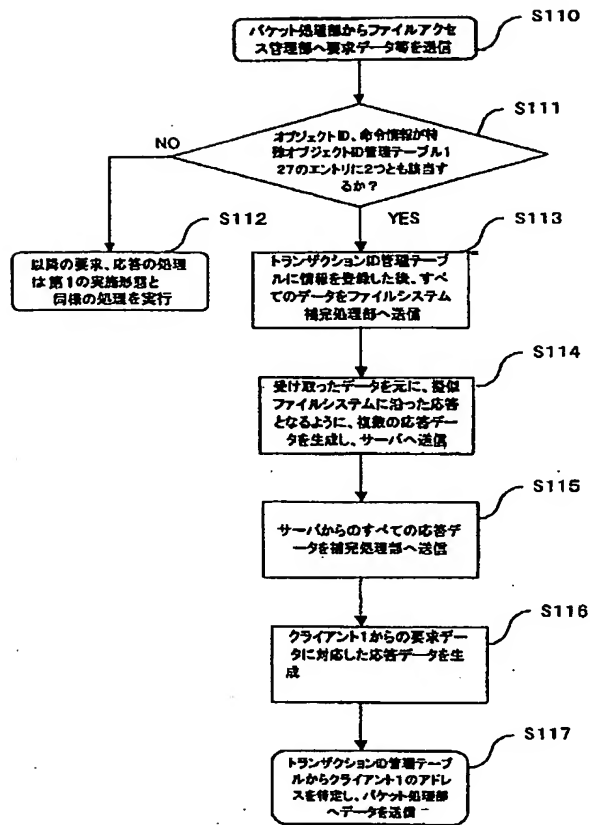 S110
パケット処理部からファイルアクセ
ス管理部へ要求データ等を送信
S111
オブジェクトID、命令情報が特
殊オブジェクトID管理テーブル1
27のエントリに2つとも該当す
るか?
NO
YES
S112
以降の要求、応答の処理
は第1の実施形態と
同様の処理を実行
S113
トランザクションID管理テーブ
ルに情報を登録した後、すべ
てのデータをファイルシステム
補完処理部へ送信
S114
受け取ったデータを元に、擬似
ファイルシステムに沿った応答
となるように、複数の応答デー
タを生成し、サーバへ送信
S115
サーバからのすべての応答デ
ータを補完処理部へ送信
S116
クライアント1からの要求デー
タに対応した応答データを生
成
S117
トランザクションID管理テーブ
ルからクライアント1のアドレ
スを特定し、パケット処理部
へデータを送信